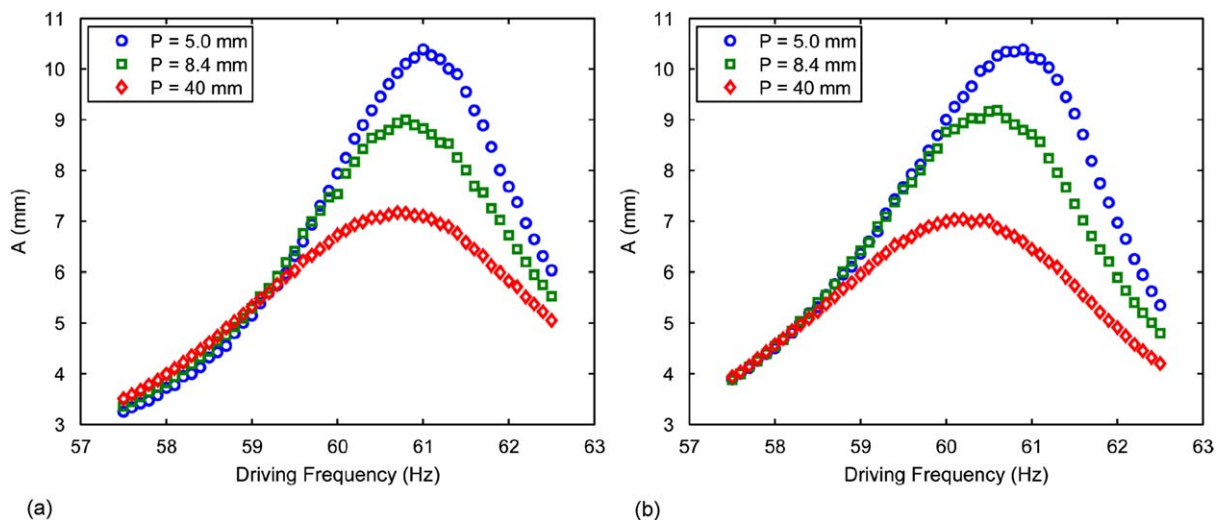 11
10
9
8
7
6
5
4
3
A (mm)
P = 5.0 mm
P = 8.4 mm
P = 40 mm
57 58 59 60 61 62 63
Driving Frequency (Hz)
(a)
11
10
9
8
7
6
5
4
3
A (mm)
P = 5.0 mm
P = 8.4 mm
P = 40 mm
57 58 59 60 61 62 63
Driving Frequency (Hz)
(b)